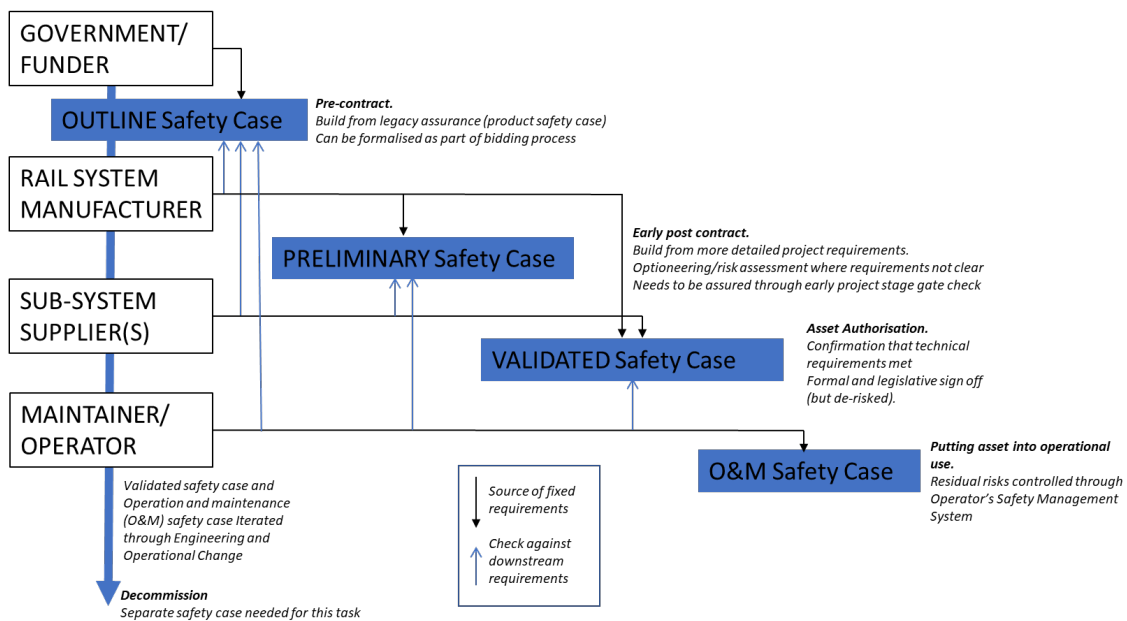 GOVERNMENT/
FUNDER
OUTLINE Safety Case
Pre-contract.
Build from legacy assurance (product safety case)
Can be formalised as part of bidding process
RAIL SYSTEM
MANUFACTURER
PRELIMINARY Safety Case
Early post contract.
Build from more detailed project requirements.
Optioneering/risk assessment where requirements not clear
Needs to be assured through early project stage gate check
SUB-SYSTEM
SUPPLIER(S)
VALIDATED Safety Case
Asset Authorisation.
Confirmation that technical
requirements met
Formal and legislative sign off
(but de-risked).
MAINTAINER/
OPERATOR
O&M Safety Case
Putting asset into operational
use.
Residual risks controlled through
Operator's Safety Management
System
Validated safety case and
Operation and maintenance
(O&M) safety case Iterated
through Engineering and
Operational Change
Source of fixed
requirements
Check against
downstream
requirements
Decommission
Separate safety case needed for this task